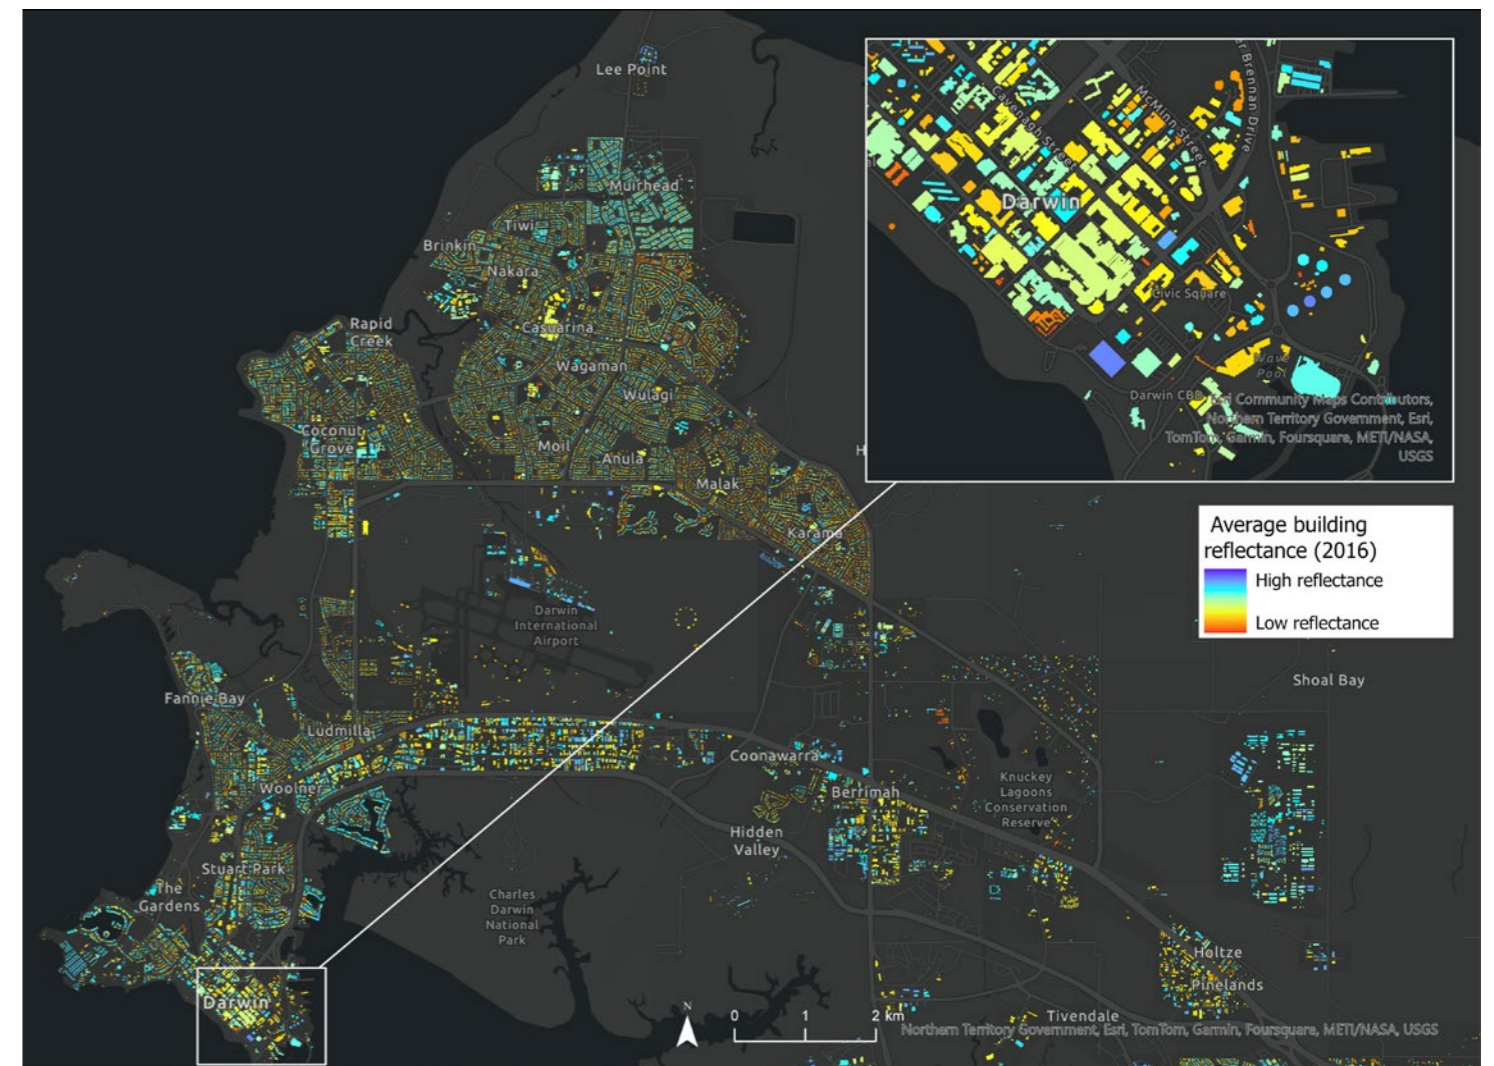 Lee Point
Muirhead
Tiwi
Brinkin
Nakara
Rapid
Creek
Casuarina
Wagaman
Wulagi
Coconut
Grove
Moil
Anula
Malak
Karama
H
Darwin
International
Airport
Fannie Bay
Ludmilla
Woolner
Coonawarra
Berrimah
Hidden
Valley
Knuckey
Lagoons
Conservation
Reserve
Shoal Bay
Stuart Park
The
Gardens
Charles
Darwin
National
Park
Darwin
Holtze
Pinelands
Tivendale
N
0 1 2 km
Northern Territory Government, Esri, TomTom, Garmin, Foursquare, METI/NASA, USGS
er Brennan Drive
McMinn Street
Cavenagh Street
al
Darwin
Civic Square
Wave
Pool
Darwin CBD
Esri Community Maps Contributors,
Northern Territory Government, Esri,
TomTom, Garmin, Foursquare, METI/NASA,
USGS
Average building
reflectance (2016)
High reflectance
Low reflectance